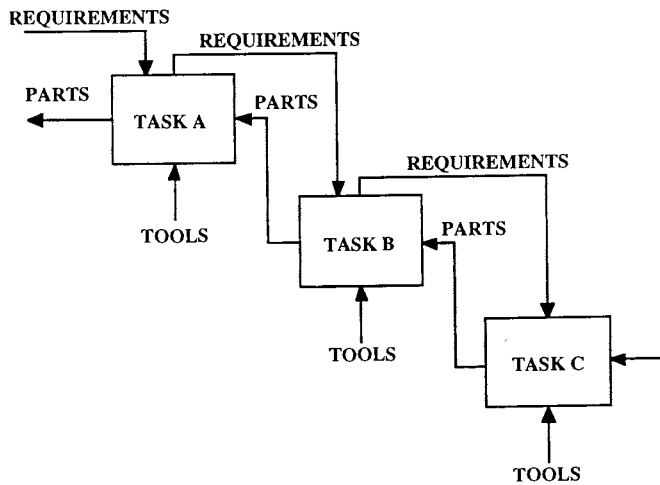 REQUIREMENTS
REQUIREMENTS
PARTS
PARTS
TASK A
REQUIREMENTS
TOOLS
PARTS
TASK B
TOOLS
TASK C
TOOLS